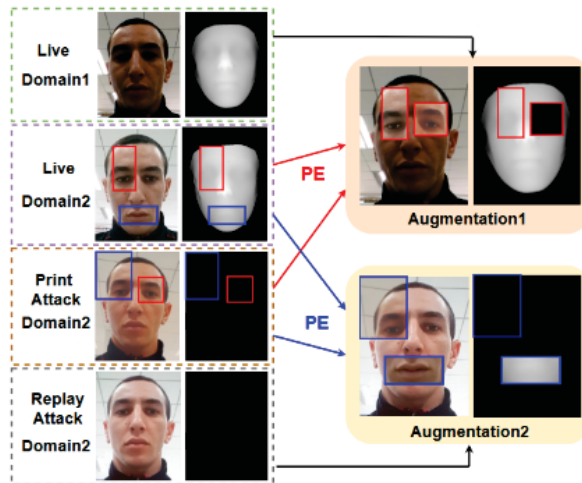 Live
Domain1
Live
Domain2
Print
Attack
Domain2
Replay
Attack
Domain2
PE
PE
Augmentation1
Augmentation2